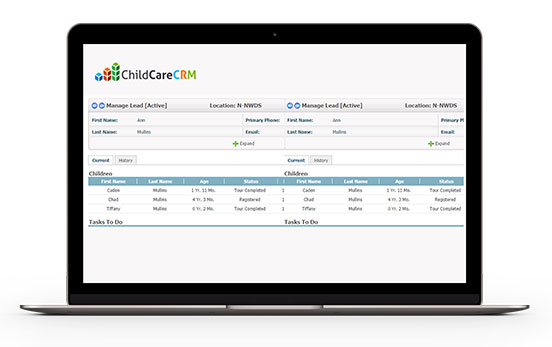 ChildCareCRM
Manage Lead [Active] Location: N-NWDS Manage Lead [Active] Location: N-NWDS
First Name: Ann Primary Phone: First Name: Ann Primary P
Last Name: Mullins Email: Last Name: Mullins Email:
Expand Expand
Current History Current History
Children Children
First Name Last Name Age Status First Name Last Name Age Status
Caden Mullins 1 Yr. 11 Mo. Tour Completed 1 Caden Mullins 1 Yr. 11 Mo. Tour Completed
Chad Mullins 4 Yr. 3 Mo. Registered 1 Chad Mullins 4 Yr. 3 Mo. Registered
Tiffany Mullins 0 Yr. 2 Mo. Tour Completed 1 Tiffany Mullins 0 Yr. 2 Mo. Tour Completed
Tasks To Do Tasks To Do